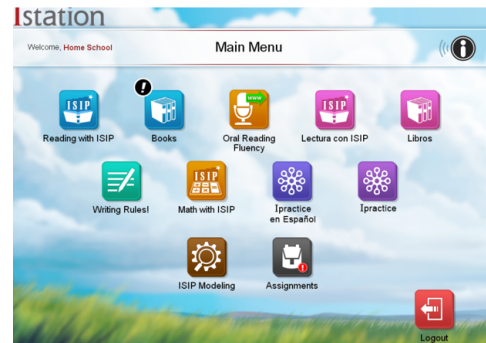 Istation
Welcome, Home School
Main Menu
ISIP
Reading with ISIP
Books
www
Oral Reading
Fluency
ISIP
Lectura con ISIP
Libros
Writing Rules!
ISIP
Math with ISIP
Ipractice
en Español
Ipractice
ISIP Modeling
Assignments
Logout